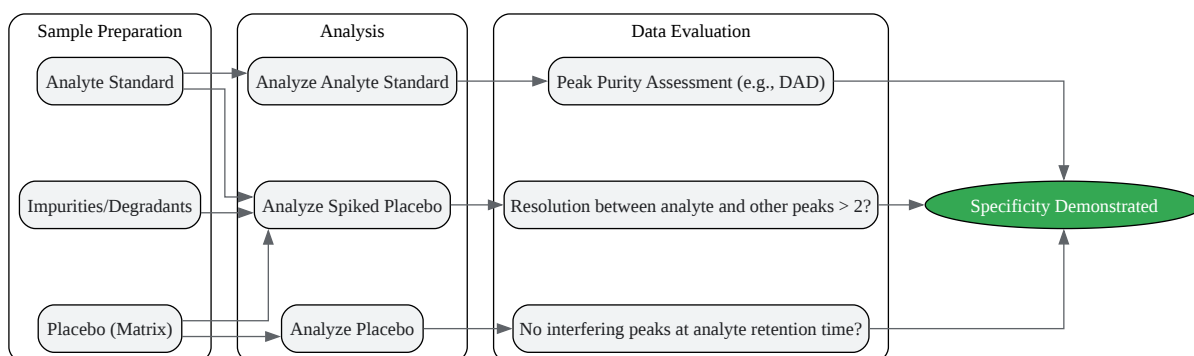 Sample Preparation
Analysis
Data Evaluation
Analyte Standard
Analyze Analyte Standard
Peak Purity Assessment (e.g., DAD)
Impurities/Degradants
Analyze Spiked Placebo
Resolution between analyte and other peaks > 2?
Specificity Demonstrated
Placebo (Matrix)
Analyze Placebo
No interfering peaks at analyte retention time?